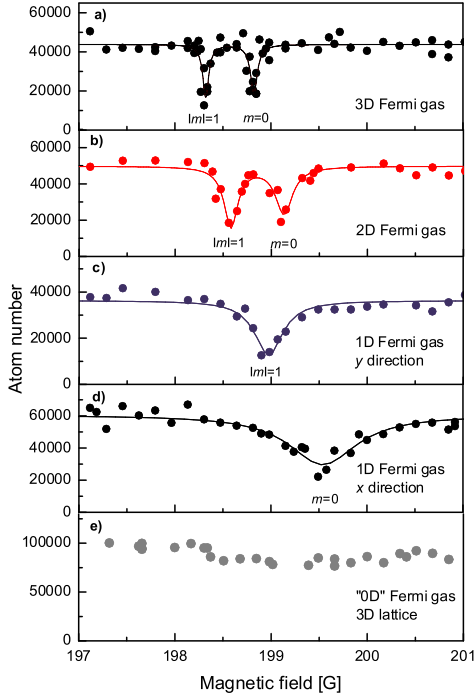 a)
60000
40000
20000
0
|m|=1
m=0
3D Fermi gas
b)
60000
40000
20000
0
|m|=1
m=0
2D Fermi gas
c)
40000
20000
0
|m|=1
1D Fermi gas
y direction
d)
80000
60000
40000
20000
0
m=0
1D Fermi gas
x direction
e)
100000
50000
0
"0D" Fermi gas
3D lattice
197
198
199
200
201
Atom number
Magnetic field [G]